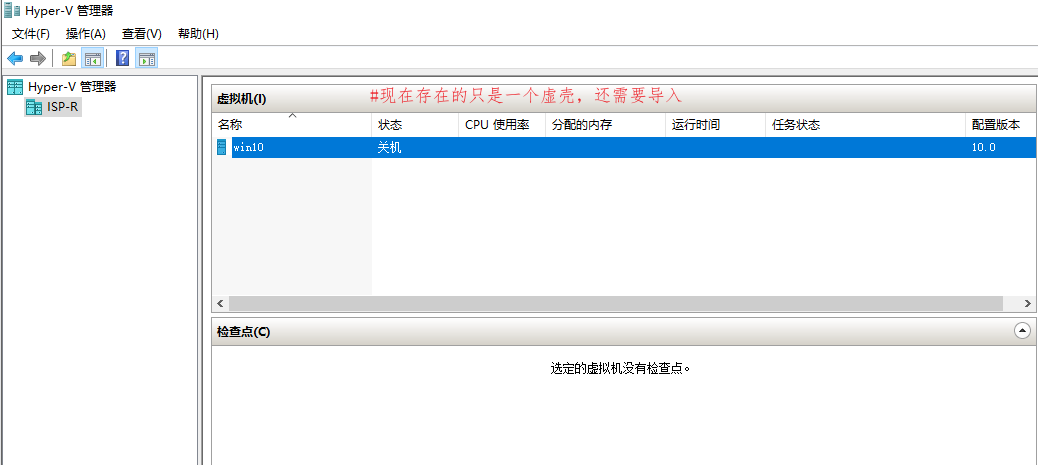 Hyper-V 管理器
文件(F) 操作(A) 查看(V) 帮助(H)
Hyper-V 管理器
ISP-R
虚拟机(I)
#现在存在的只是一个虚壳，还需要导入
名称 状态 CPU 使用率 分配的内存 运行时间 任务状态 配置版本
win10 关机 10.0
检查点(C)
选定的虚拟机没有检查点。